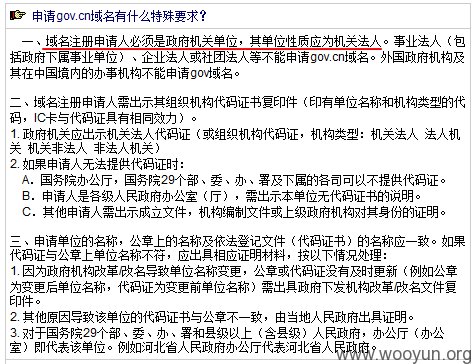 申请gov.cn域名有什么特殊要求?
一、域名注册申请人必须是政府机关单位，其单位性质应为机关法人。事业法人（包
括政府下属事业单位）、企业法人或社团法人等不能申请gov.cn域名。外国政府机构及
其在中国境内的办事机构不能申请gov域名。
二、域名注册申请人需出示其组织机构代码证书复印件（印有单位名称和机构类型的代
码，IC卡与代码证具有相同效力）。
1. 政府机关应出示机关法人代码证（或组织机构代码证，机构类型：机关法人 法人机
关 机关非法人 非法人机关）
2. 如果申请人无法提供代码证时：
A．国务院办公厅，国务院29个部、委、办、署及下属的各司可以不提供代码证。
B．申请人是各级人民政府办公室（厅），需出示本单位无代码证书的说明。
C．其他申请人需出示成立文件，机构编制文件或上级政府机构对其身份的证明。
三、申请单位的名称，公章上的名称及依法登记文件（代码证书）的名称应一致。如果
代码证与公章上单位名称不符，应出具相应证明材料，按以下情况处理：
1. 因为政府机构改革/改名导致单位名称变更，公章或代码证没有及时更新（例如公章
为变更后单位名称，代码证为变更前单位名称）需出具政府下发机构改革/改名文件复
印件。
2. 其他原因导致该单位的代码证书与公章不一致，由当地人民政府出具证明。
3. 对于国务院29个部、委、办、署和县级以上（含县级）人民政府，办公厅（办公
室）即代表该单位。例如河北省人民政府办公厅代表河北省人民政府。
www.wooyun.org